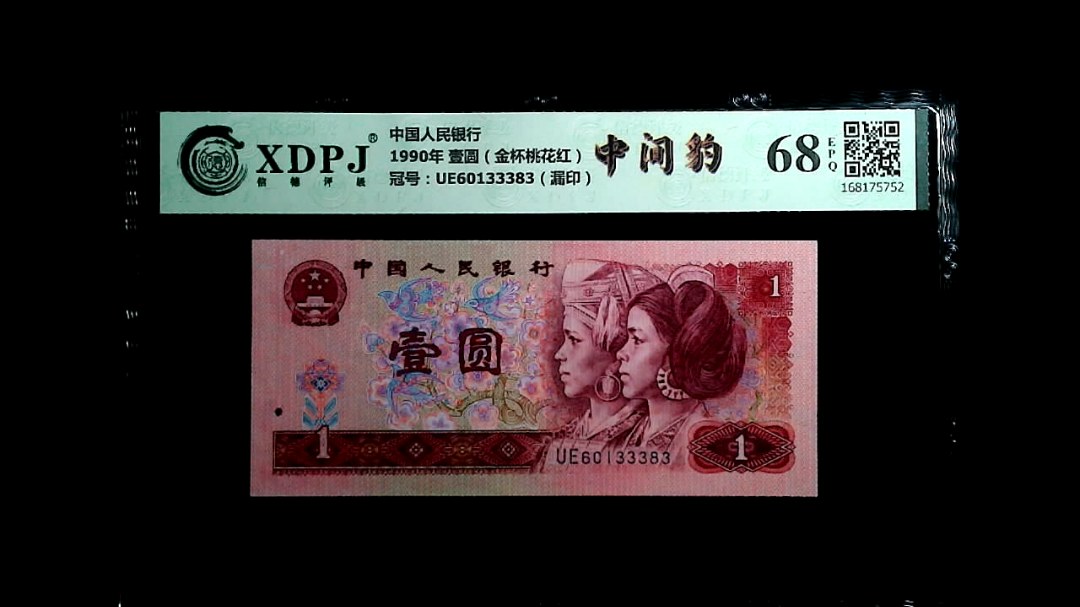 XDPJ®
信德评级
中国人民银行
1990年 壹圆（金杯桃花红）
冠号：UE60133383（漏印）
中间豹
68
EPQ
168175752
中国人民银行
1
壹圆
1
UE60133383
1